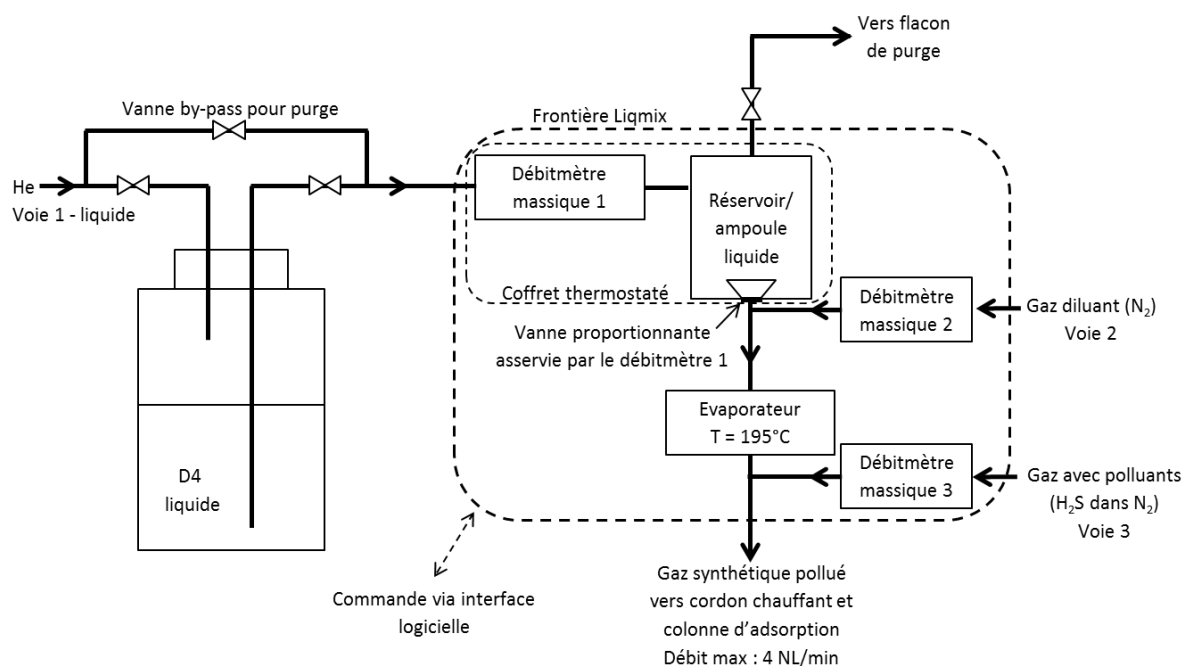 Vers flacon
de purge
Vanne by-pass pour purge
Frontière Liqmix
He
Voie 1 - liquide
Débitmètre
massique 1
Réservoir/
ampoule
liquide
Coffret thermostaté
Vanne proportionnante
asservie par le débitmètre 1
Débitmètre
massique 2
Gaz diluant (N₂)
Voie 2
Evaporateur
T = 195°C
D4
liquide
Débitmètre
massique 3
Gaz avec polluants
(H₂S dans N₂)
Voie 3
Commande via interface
logicielle
Gaz synthétique pollué
vers cordon chauffant et
colonne d’adsorption
Débit max : 4 NL/min